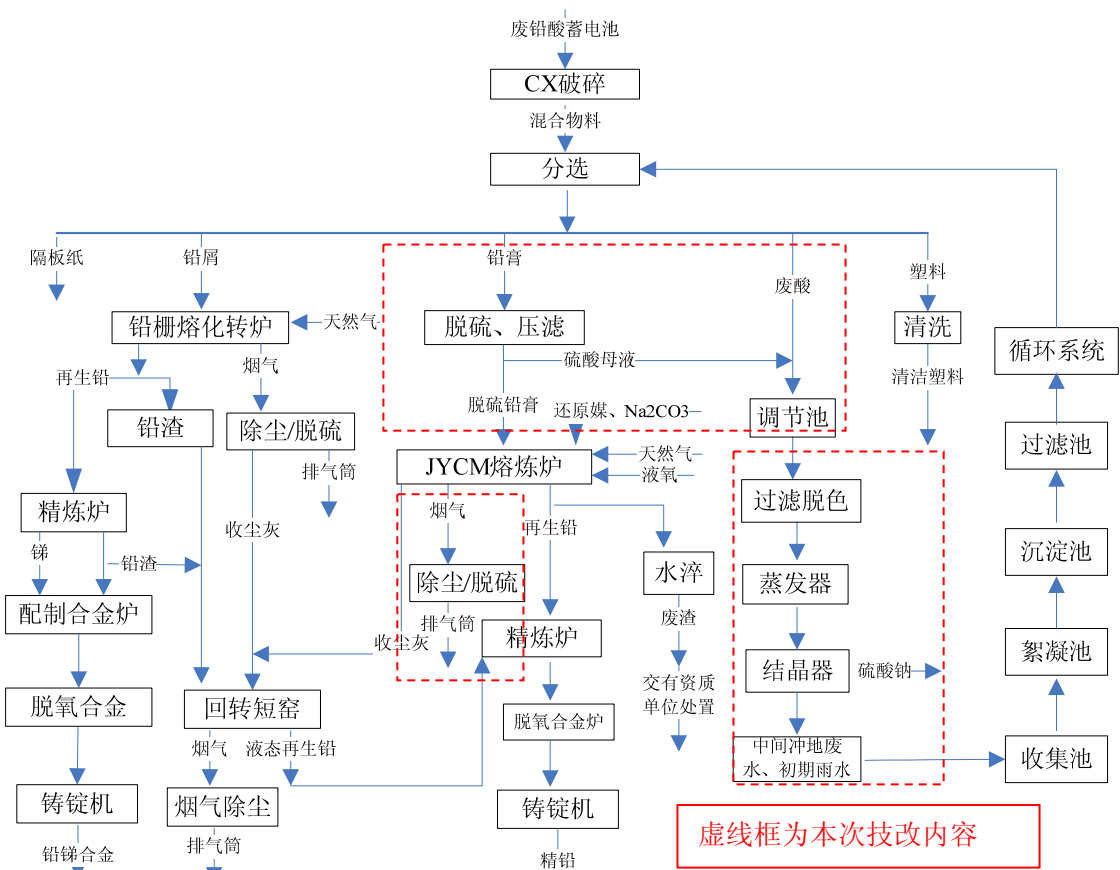 废铅酸蓄电池
CX破碎
混合物料
分选
隔板纸
铅屑
铅膏
废酸
塑料
铅栅熔化转炉
天然气
脱硫、压滤
清洗
循环系统
烟气
硫酸母液
再生铅
清洁塑料
脱硫铅膏
还原媒、Na2CO3
铅渣
除尘/脱硫
调节池
过滤池
JYCM熔炼炉
天然气
液氧
排气筒
过滤脱色
精炼炉
收尘灰
烟气
再生铅
沉淀池
锑
铅渣
水淬
除尘/脱硫
蒸发器
配制合金炉
废渣
排气筒
收尘灰
精炼炉
絮凝池
结晶器
硫酸钠
交有资质
单位处置
脱氧合金
回转短窑
脱氧合金炉
烟气
液态再生铅
中间冲地废
水、初期雨水
收集池
铸锭机
烟气除尘
铸锭机
虚线框为本次技改内容
铅锑合金
排气筒
精铅